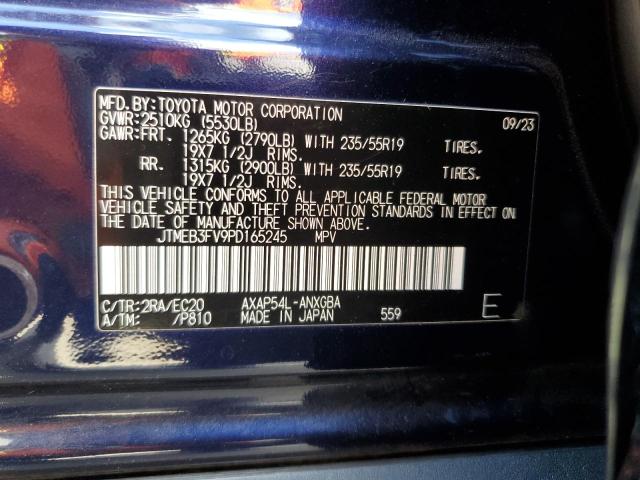 MFD.BY:TOYOTA MOTOR CORPORATION 09/23
GVWR:2510KG (5530LB)
GAWR:FRT. 1265KG (2790LB) WITH 235/55R19 TIRES.
19X7 1/2J RIMS.
RR. 1315KG (2900LB) WITH 235/55R19 TIRES.
19X7 1/2J RIMS.
THIS VEHICLE CONFORMS TO ALL APPLICABLE FEDERAL MOTOR
VEHICLE SAFETY AND THEFT PREVENTION STANDARDS IN EFFECT ON
THE DATE OF MANUFACTURE SHOWN ABOVE.
JTMEB3FV9PD165245 MPV
C/TR:2RA/EC20 AXAP54L-ANXGBA
A/TM: /P810 MADE IN JAPAN 559 E